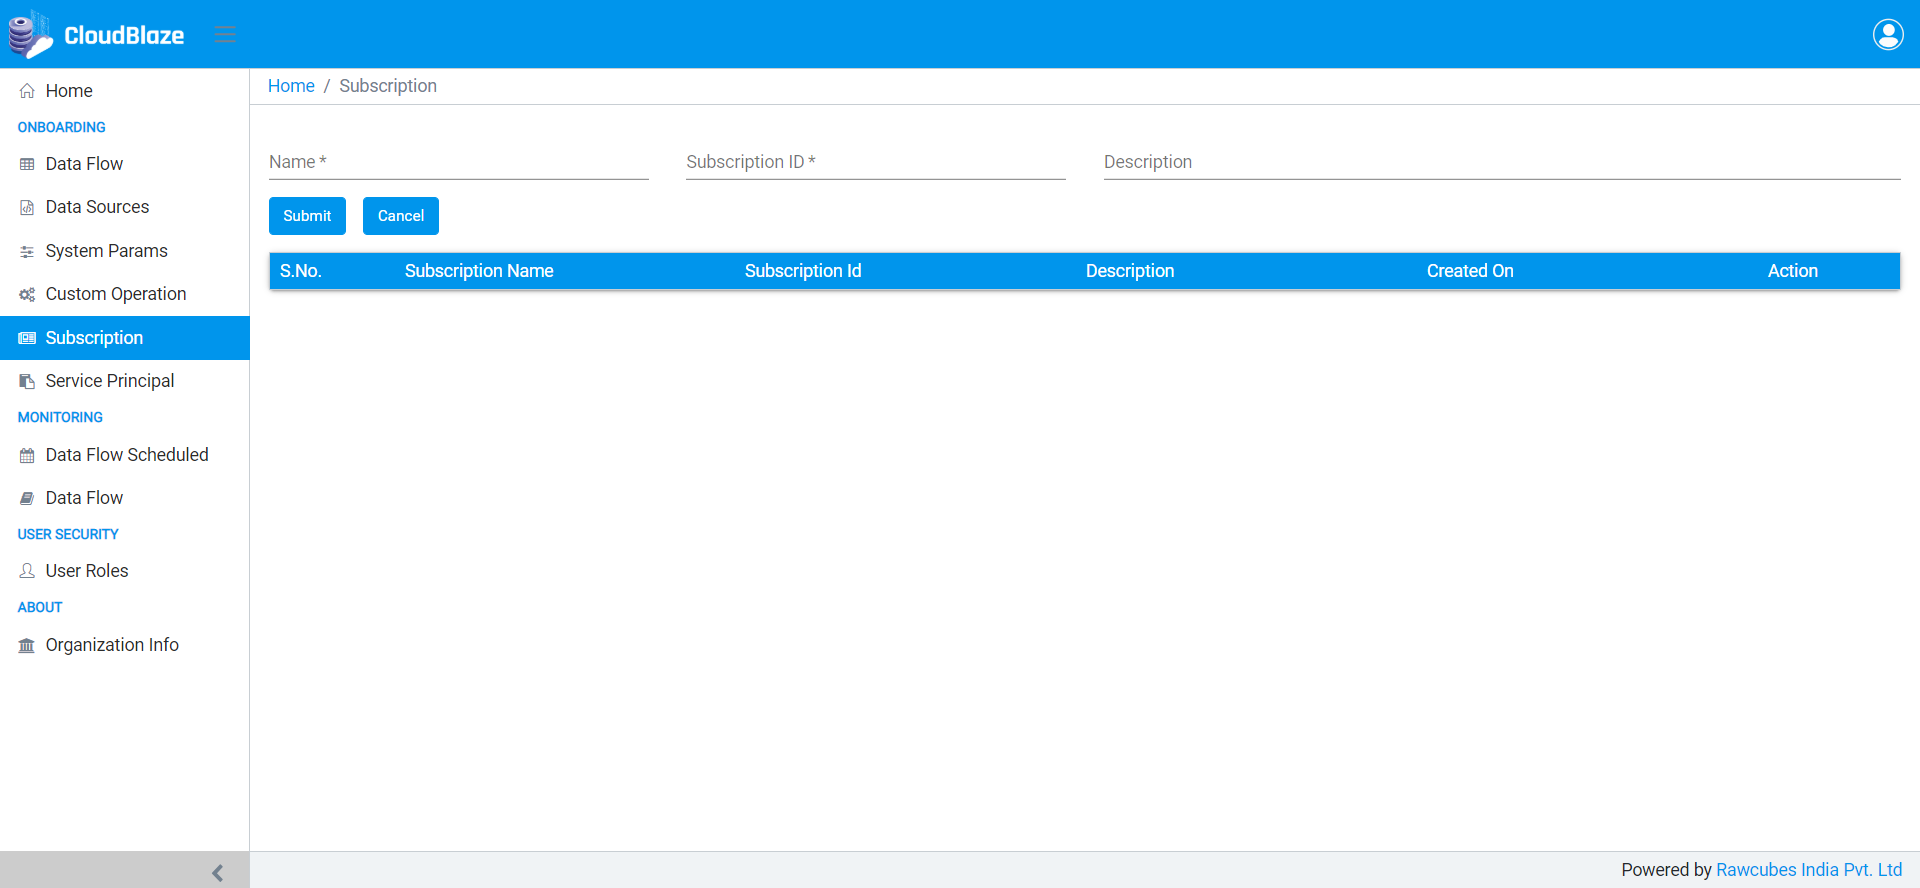 CloudBlaze
Home
ONBOARDING
Data Flow
Data Sources
System Params
Custom Operation
Subscription
Service Principal
MONITORING
Data Flow Scheduled
Data Flow
USER SECURITY
User Roles
ABOUT
Organization Info
Home / Subscription
Name * Subscription ID * Description
Submit Cancel
S.No. Subscription Name Subscription Id Description Created On Action
Powered by Rawcubes India Pvt. Ltd